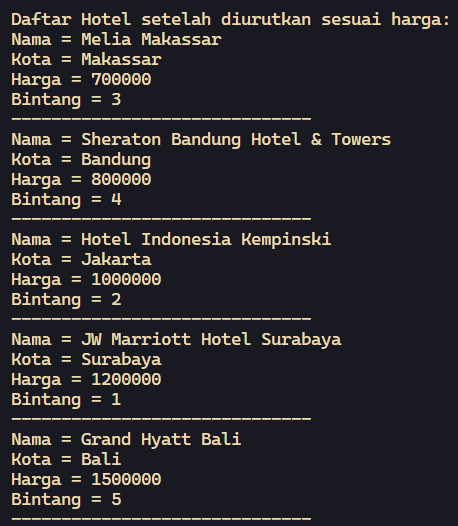 Daftar Hotel setelah diurutkan sesuai harga:
Nama = Melia Makassar
Kota = Makassar
Harga = 700000
Bintang = 3
------------------------------
Nama = Sheraton Bandung Hotel & Towers
Kota = Bandung
Harga = 800000
Bintang = 4
------------------------------
Nama = Hotel Indonesia Kempinski
Kota = Jakarta
Harga = 1000000
Bintang = 2
------------------------------
Nama = JW Marriott Hotel Surabaya
Kota = Surabaya
Harga = 1200000
Bintang = 1
------------------------------
Nama = Grand Hyatt Bali
Kota = Bali
Harga = 1500000
Bintang = 5
------------------------------